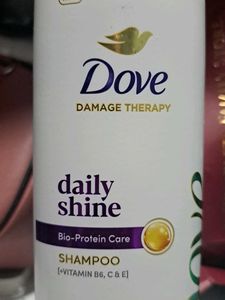 Dove
DAMAGE THERAPY
daily
shine
Bio-Protein Care
SHAMPOO
[+VITAMIN B6, C & E]